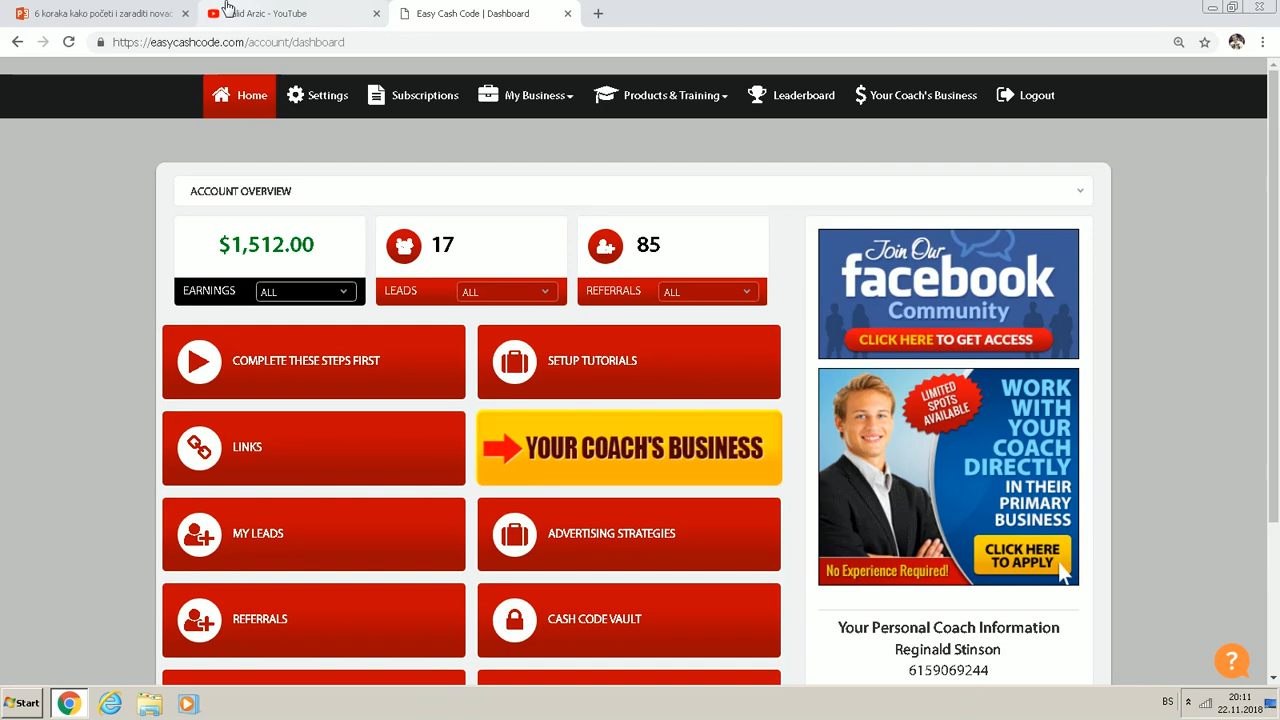 6 koraka kako početi i zaraditi novac
Arzic - YouTube
Easy Cash Code | Dashboard
https://easycashcode.com/account/dashboard
Home
Settings
Subscriptions
My Business
Products & Training
Leaderboard
Your Coach's Business
Logout
ACCOUNT OVERVIEW
$1,512.00
17
85
EARNINGS
ALL
LEADS
ALL
REFERRALS
ALL
COMPLETE THESE STEPS FIRST
SETUP TUTORIALS
LINKS
YOUR COACH'S BUSINESS
MY LEADS
ADVERTISING STRATEGIES
REFERRALS
CASH CODE VAULT
Join Our
facebook
Community
CLICK HERE TO GET ACCESS
LIMITED
SPOTS
AVAILABLE
WORK
WITH
YOUR
COACH
DIRECTLY
IN THEIR
PRIMARY
BUSINESS
CLICK HERE
TO APPLY
No Experience Required!
Your Personal Coach Information
Reginald Stinson
6159069244
?
Start
BS
20:11
22.11.2018